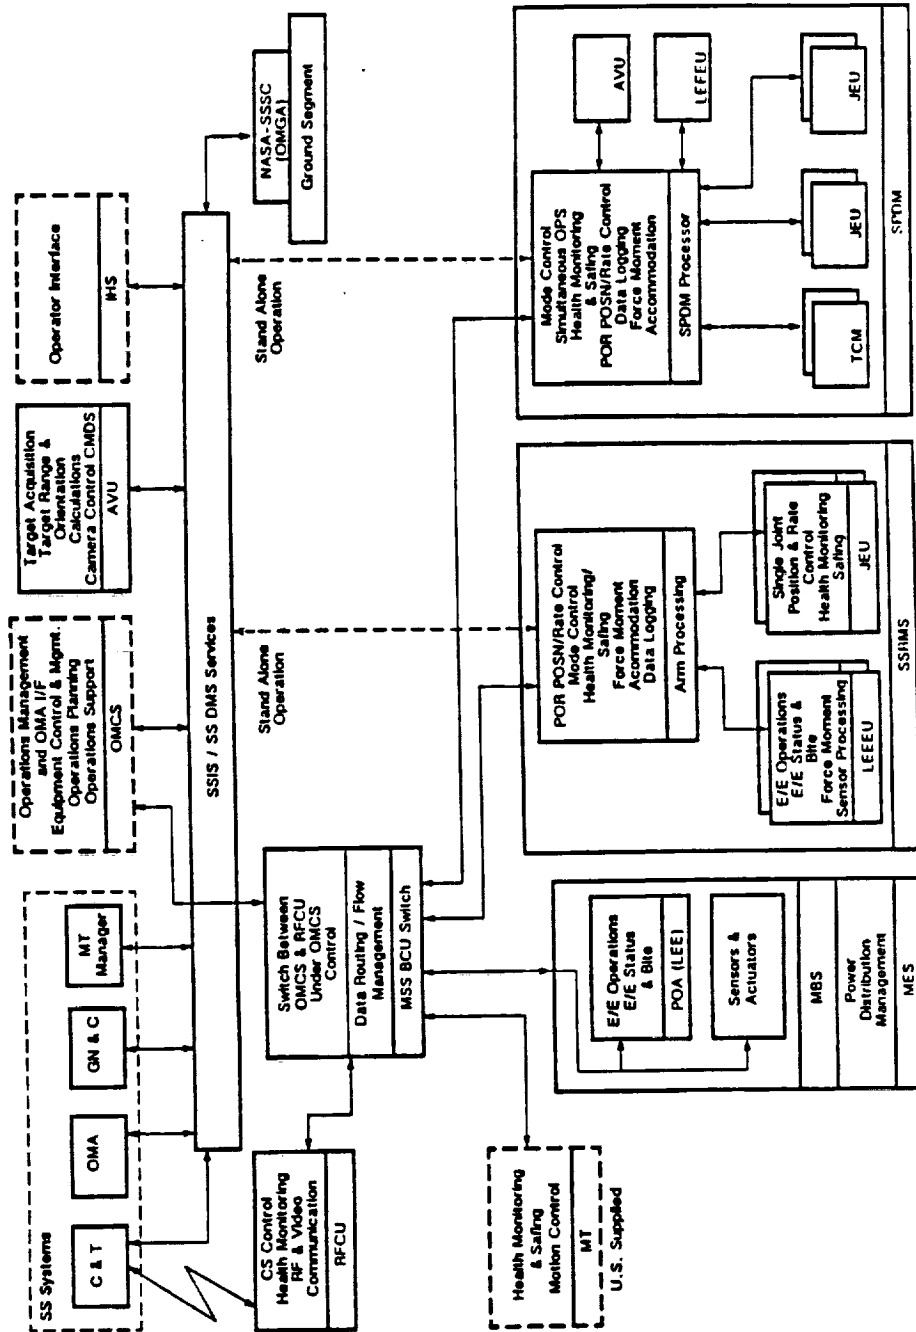 SS Systems
C & T
OMA
GN & C
MT
Manager
Operations Management
and OMA I/F
Equipment Control & Mgmt.
Operations Planning
Operations Support
OMCS
Target Acquisition
Target Range &
Orientation
Calculations
Camera Control CMDS
AVU
Operator Interface
IHS
SSIS / SS DMS Services
NASA-SSSC
(OMGA)
Ground Segment
CS Control
Health Monitoring
RF & Video
Communication
RFCU
Switch Between
OMCS & RFCU
Under OMCS
Control
Data Routing / Flow
Management
MSS BCU Switch
Stand Alone
Operation
Stand Alone
Operation
Health Monitoring
& Safing
Motion Control
MT
U.S. Supplied
E/E Operations
E/E Status
& Bite
POA (LEE)
Sensors &
Actuators
MBS
Power
Distribution
Management
MES
POR POSN/Rate Control
Mode Control
Health Monitoring/
Safing
Force Moment
Accomodation
Data Logging
Arm Processing
E/E Operations
E/E Status &
Bite
Force Moment
Sensor Processing
LEEEU
Single Joint
Position & Rate
Control
Health Monitoring
Safing
JEU
SSRMS
Mode Control
Simultaneous OPS
Health Monitoring
& Safing
POR POSN/Rate Control
Data Logging
Force Moment
Accommodation
SPDM Processor
AVU
LEFEU
TCM
JEU
JEU
SPDM